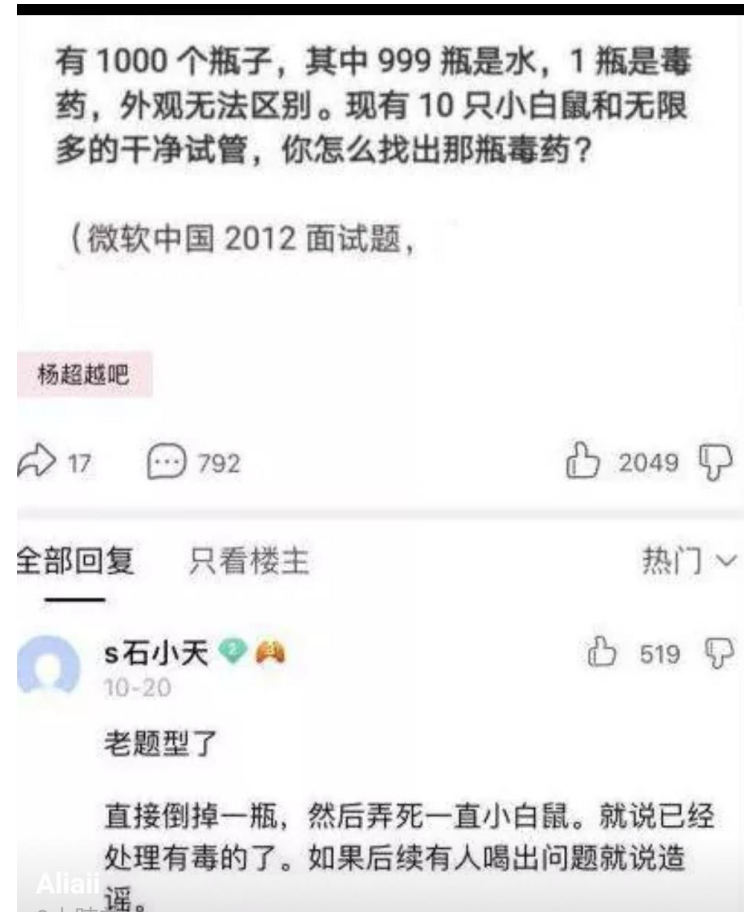 有 1000 个瓶子，其中 999 瓶是水，1 瓶是毒
药，外观无法区别。现有 10 只小白鼠和无限
多的干净试管，你怎么找出那瓶毒药？
（微软中国 2012 面试题，
杨超越吧
17 792 2049
全部回复 只看楼主 热门
s石小天 2 519
10-20
老题型了
直接倒掉一瓶，然后弄死一直小白鼠。就说已经
处理有毒的了。如果后续有人喝出问题就说造
谣。
Aliaii